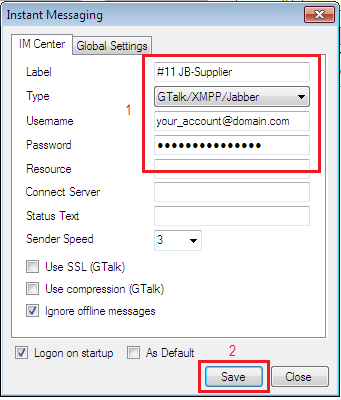 Instant Messaging
IM Center Global Settings
Label #11 JB-Supplier
Type GTalk/XMPP/Jabber
1
Username your_account@domain.com
Password ●●●●●●●●●●●●●●●
Resource
Connect Server
Status Text
Sender Speed 3
Use SSL (GTalk)
Use compression (GTalk)
Ignore offline messages
Logon on startup As Default 2
Save Close